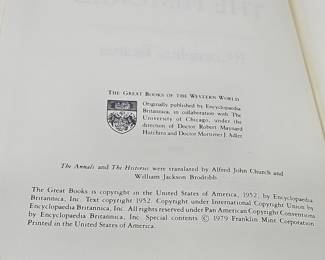 THE GREAT BOOKS OF THE WESTERN WORLD
Originally published by Encyclopaedia
Britannica, in collaboration with The
University of Chicago, under the
direction of Doctor Robert Maynard
Hutchins and Doctor Mortimer J. Adler
The Annals and The Histories were translated by Alfred John Church and
William Jackson Brodribb
The Great Books is copyright in the United States of America, 1952, by Encyclopaedia
Britannica, Inc. Text copyright 1952. Copyright under International Copyright Union by
Encyclopaedia Britannica, Inc. All rights reserved under Pan American Copyright Conventions
by Encyclopaedia Britannica, Inc. Special contents © 1979 Franklin Mint Corporation
Printed in the United States of America